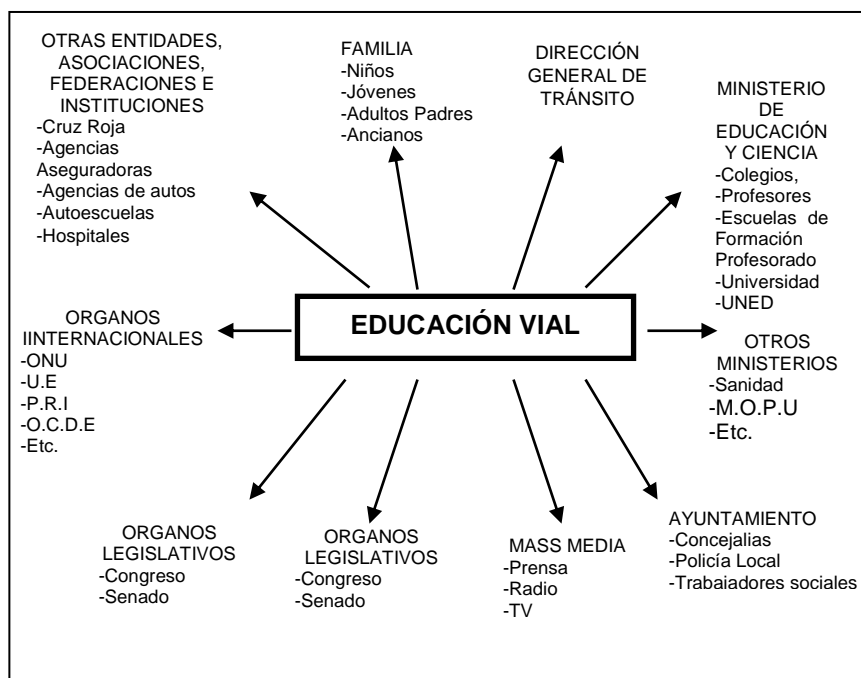 OTRAS ENTIDADES,
ASOCIACIONES,
FEDERACIONES E
INSTITUCIONES
-Cruz Roja
-Agencias
Aseguradoras
-Agencias de autos
-Autoescuelas
-Hospitales
FAMILIA
-Niños
-Jóvenes
-Adultos Padres
-Ancianos
DIRECCIÓN
GENERAL DE
TRÁNSITO
MINISTERIO
DE
EDUCACIÓN
Y CIENCIA
-Colegios,
-Profesores
-Escuelas de
Formación
Profesorado
-Universidad
-UNED
EDUCACIÓN VIAL
ORGANOS
IINTERNACIONALES
-ONU
-U.E
-P.R.I
-O.C.D.E
-Etc.
OTROS
MINISTERIOS
-Sanidad
-M.O.P.U
-Etc.
ORGANOS
LEGISLATIVOS
-Congreso
-Senado
ORGANOS
LEGISLATIVOS
-Congreso
-Senado
MASS MEDIA
-Prensa
-Radio
-TV
AYUNTAMIENTO
-Concejalias
-Policía Local
-Trabaiadores sociales